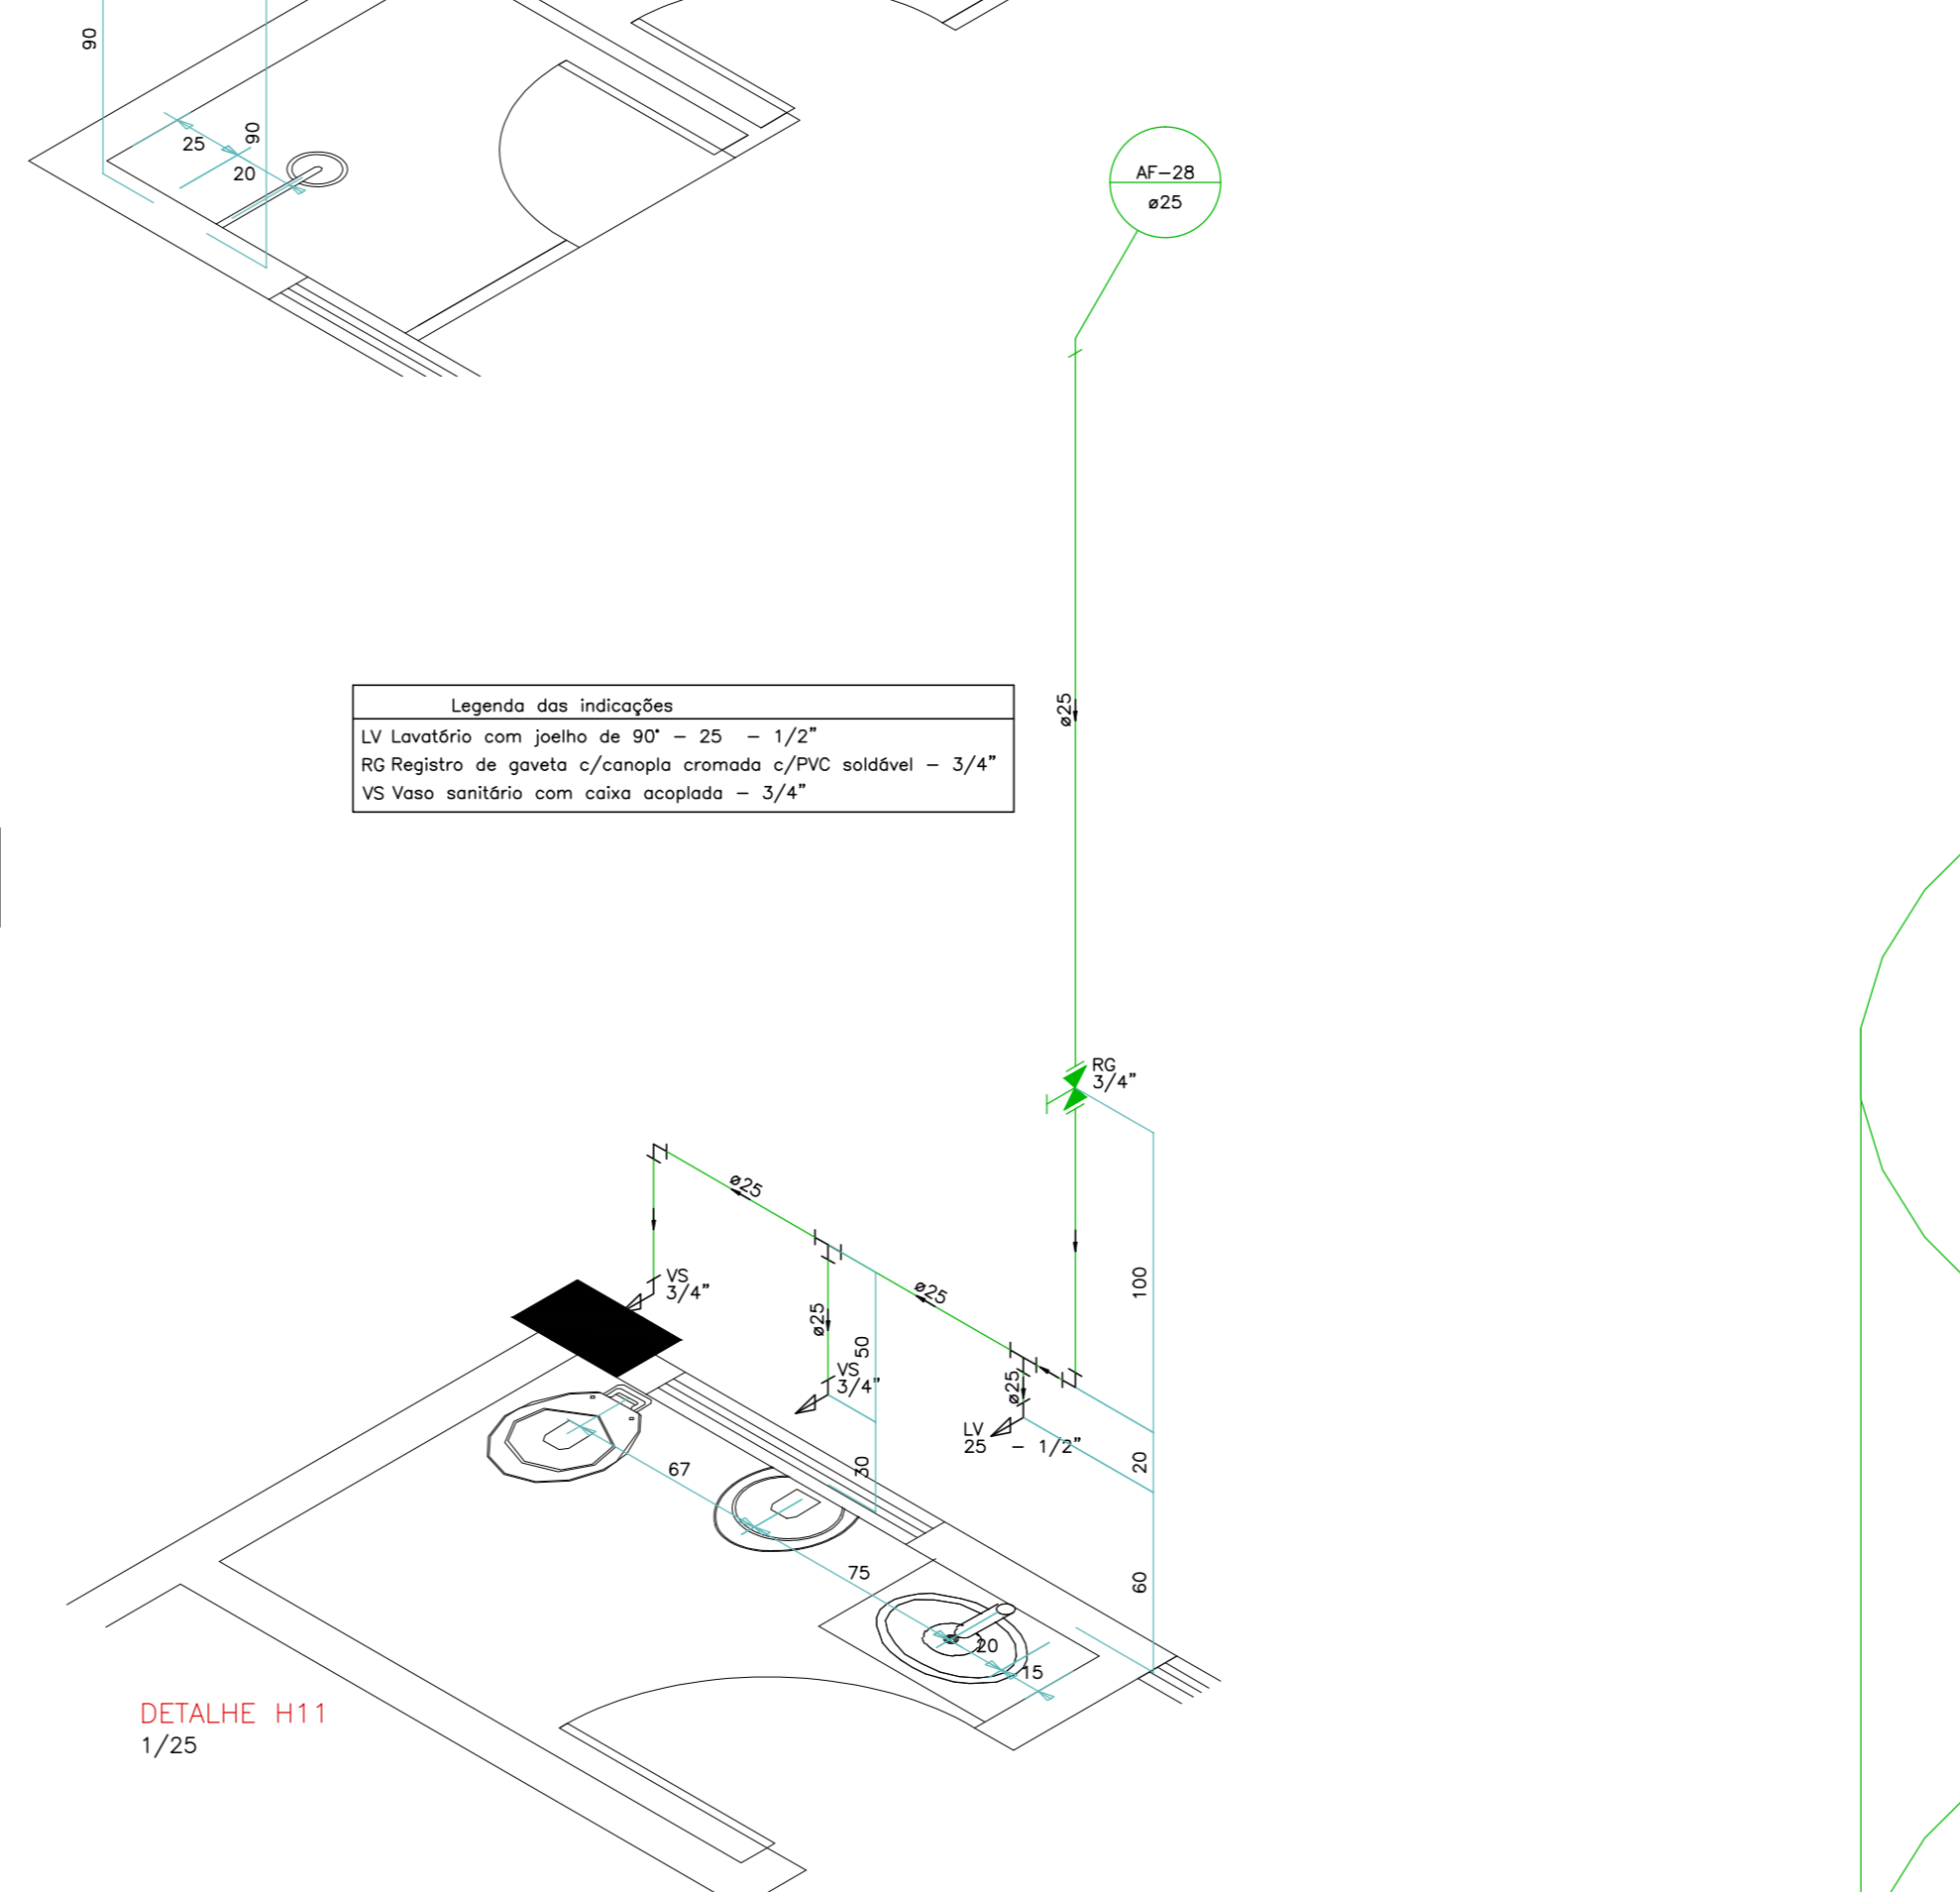 90
25
90
20
AF-28
ø25
ø25
Legenda das indicações
LV Lavatório com joelho de 90° - 25 - 1/2"
RG Registro de gaveta c/canopla cromada c/PVC soldável - 3/4"
VS Vaso sanitário com caixa acoplada - 3/4"
RG
3/4"
ø25
ø25
100
VS
3/4"
ø25
50
VS
3/4"
ø25
LV
25 - 1/2"
20
30
67
75
60
20
15
DETALHE H11
1/25